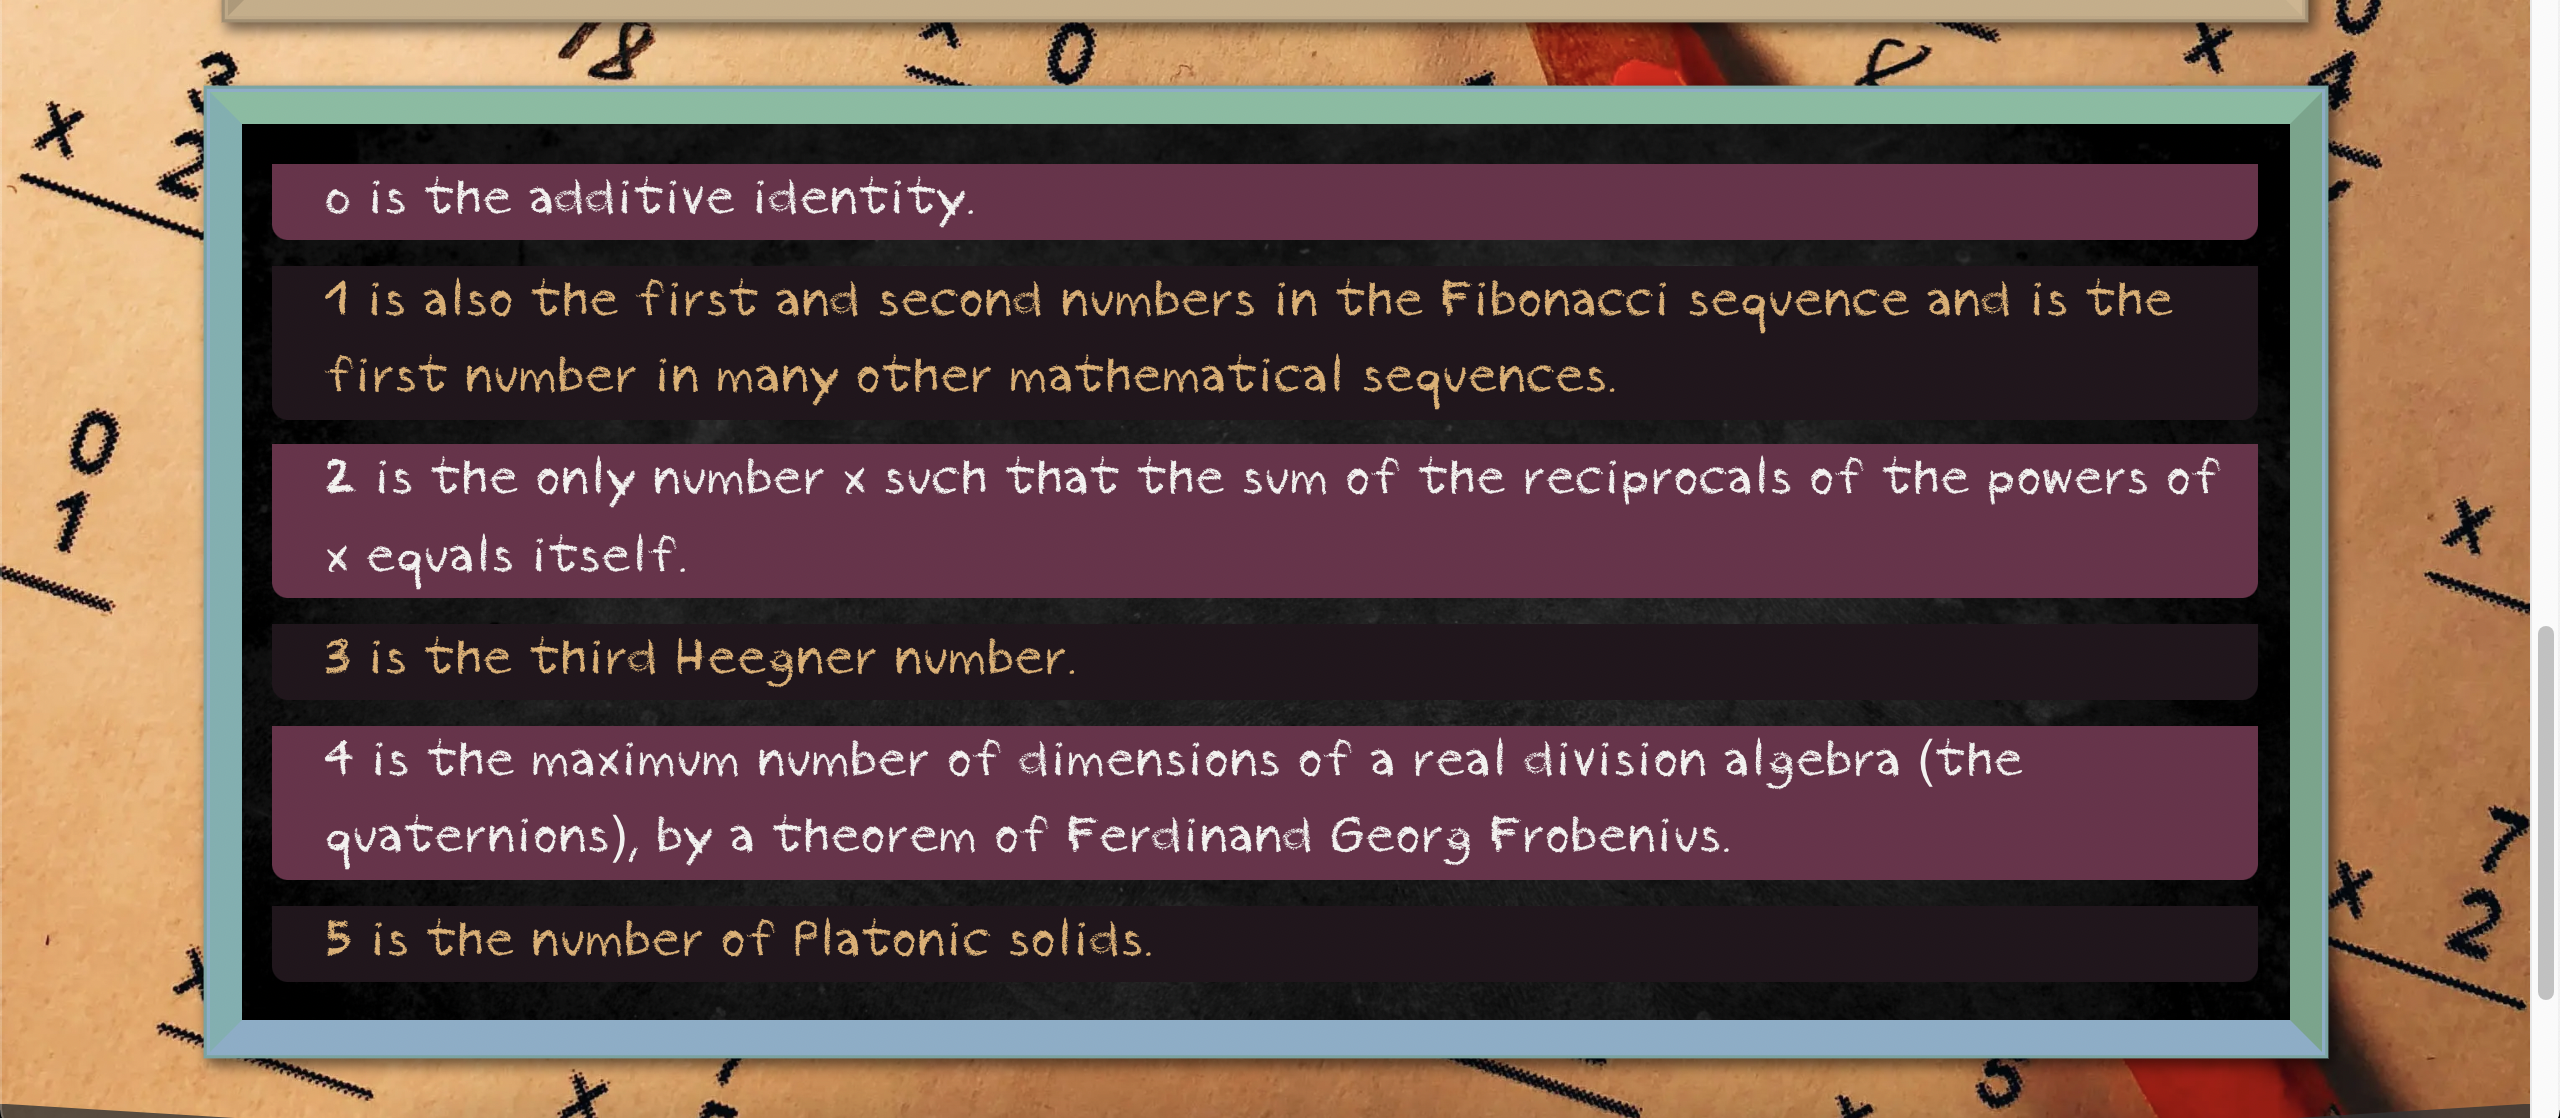 0 is the additive identity.
1 is also the first and second numbers in the Fibonacci sequence and is the
first number in many other mathematical sequences.
2 is the only number x such that the sum of the reciprocals of the powers of
x equals itself.
3 is the third Heegner number.
4 is the maximum number of dimensions of a real division algebra (the
quaternions), by a theorem of Ferdinand Georg Frobenius.
5 is the number of Platonic solids.